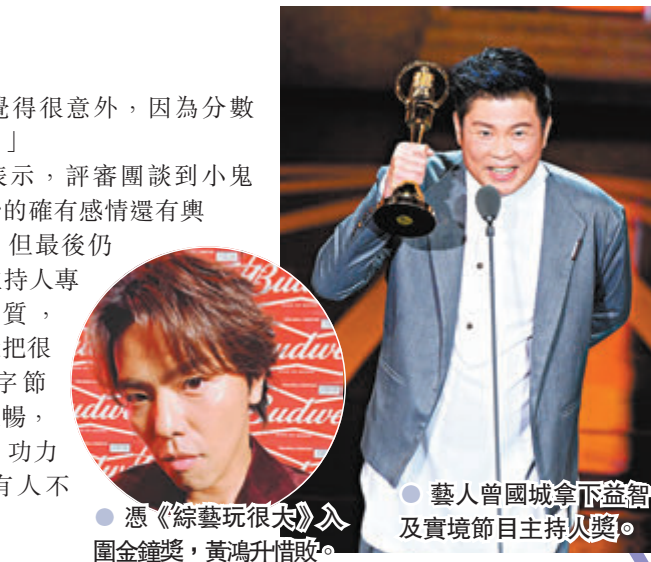 覺得很意外，因為分數
」
表示，評審團談到小鬼
的確有感情還有輿
但最後仍
持人專
質，
把很
字節
暢，
功力
有人不
● 憑《綜藝玩很大》入
圍金鐘獎，黃鴻升惜敗。
● 藝人曾國城拿下益智
及實境節目主持人獎。
Budwe